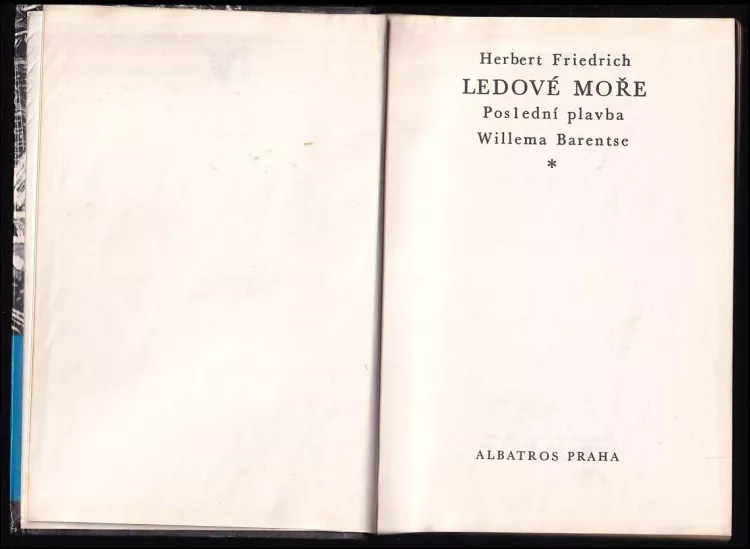 Herbert Friedrich
LEDOVÉ MOŘE
Poslední plavba
Willema Barentse
*
ALBATROS PRAHA